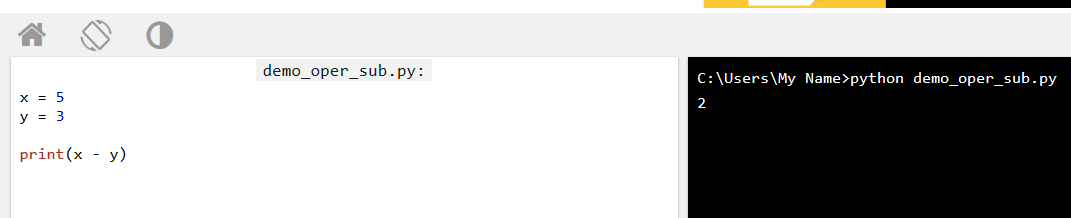 demo_oper_sub.py:
x = 5
y = 3
print(x - y)
C:\Users\My Name>python demo_oper_sub.py
2